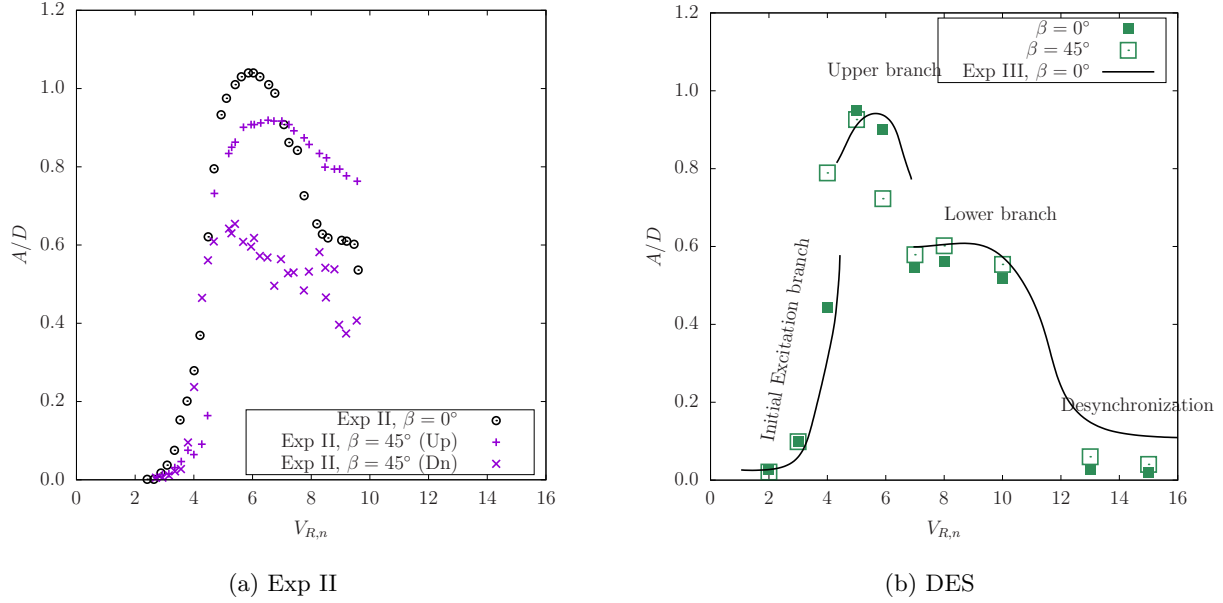 1.2
1.0
0.8
0.6
0.4
0.2
0.0
A/D
0 2 4 6 8 10 12 14 16
V_{R,n}
Exp II, β = 0°
Exp II, β = 45° (Up)
Exp II, β = 45° (Dn)
(a) Exp II
1.2
1.0
0.8
0.6
0.4
0.2
0.0
A/D
0 2 4 6 8 10 12 14 16
V_{R,n}
β = 0°
β = 45°
Exp III, β = 0°
Upper branch
Lower branch
Initial Excitation branch
Desynchronization
(b) DES